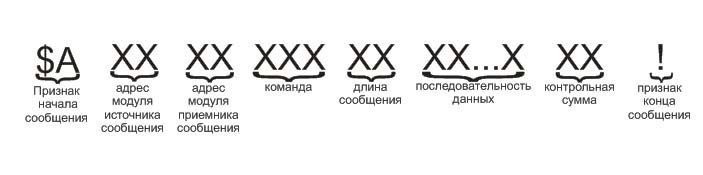 $A XX XX XXX XX XX...X XX !
Признак
начала
сообщения
адрес
модуля
источника
сообщения
адрес
модуля
приемника
сообщения
команда
длина
сообщения
последовательность
данных
контрольная
сумма
признак
конца
сообщения